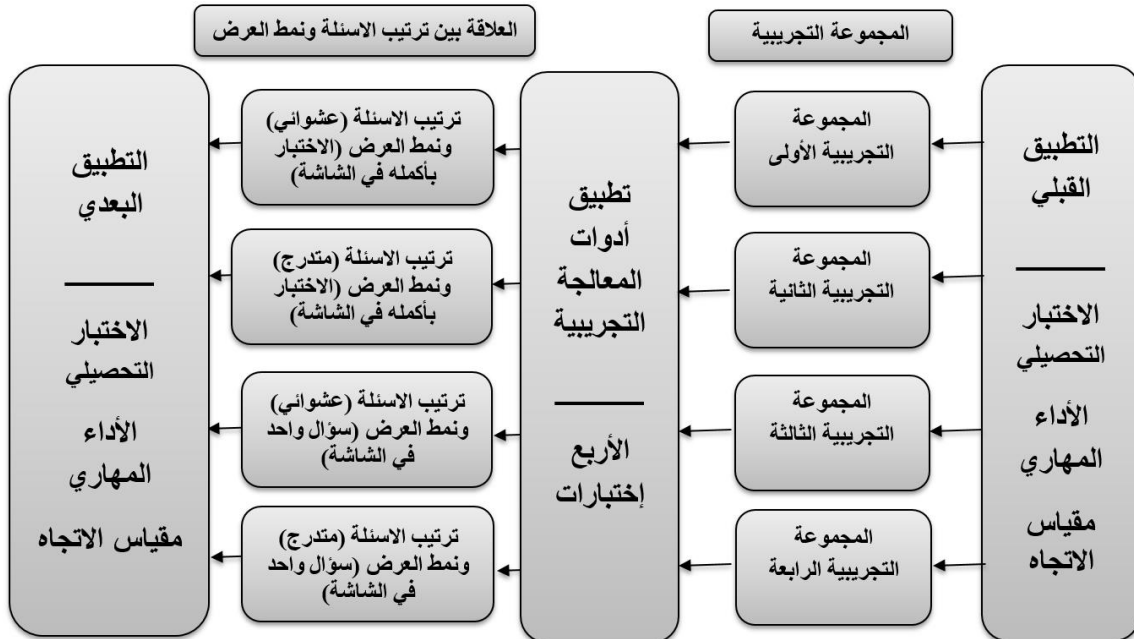 المجموعة التجريبية
العلاقة بين ترتيب الاسئلة ونمط العرض
التطبيق
القبلي
الاختبار
التحصيلي
الأداء
المهاري
مقياس
الاتجاه
المجموعة
التجريبية الأولى
المجموعة
التجريبية الثانية
المجموعة
التجريبية الثالثة
المجموعة
التجريبية الرابعة
تطبيق
أدوات
المعالجة
التجريبية
الأربع
إختبارات
ترتيب الاسئلة (عشوائي)
ونمط العرض (الاختبار
بأكمله في الشاشة)
ترتيب الاسئلة (متدرج)
ونمط العرض (الاختبار
بأكمله في الشاشة)
ترتيب الاسئلة (عشوائي)
ونمط العرض (سؤال واحد
في الشاشة)
ترتيب الاسئلة (متدرج)
ونمط العرض (سؤال واحد
في الشاشة)
التطبيق
البعدي
الاختبار
التحصيلي
الأداء
المهاري
مقياس الاتجاه